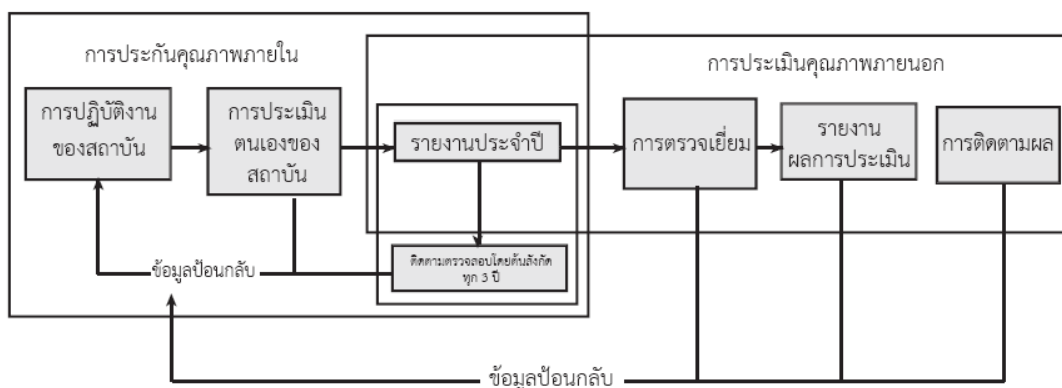 การประกันคุณภาพภายใน
การประเมินคุณภาพภายนอก
การปฏิบัติงาน
ของสถาบัน
การประเมิน
ตนเองของ
สถาบัน
รายงานประจำปี
การตรวจเยี่ยม
รายงาน
ผลการประเมิน
การติดตามผล
ติดตามตรวจสอบโดยต้นสังกัด
ทุก 3 ปี
ข้อมูลป้อนกลับ
ข้อมูลป้อนกลับ